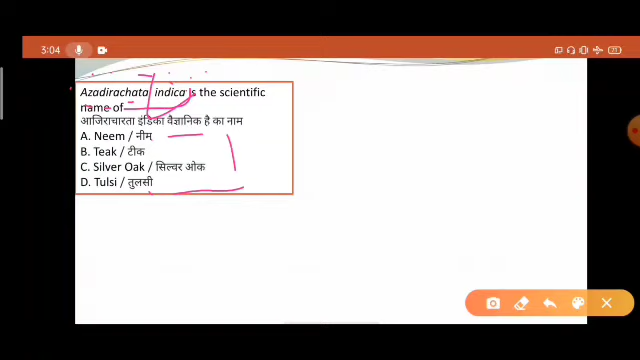 3:04
71
Azadirachata indica is the scientific
name of
आजिराचारता इंडिका वैज्ञानिक है का नाम
A. Neem / नीम्
B. Teak / टीक
C. Silver Oak / सिल्वर ओक
D. Tulsi / तुलसी